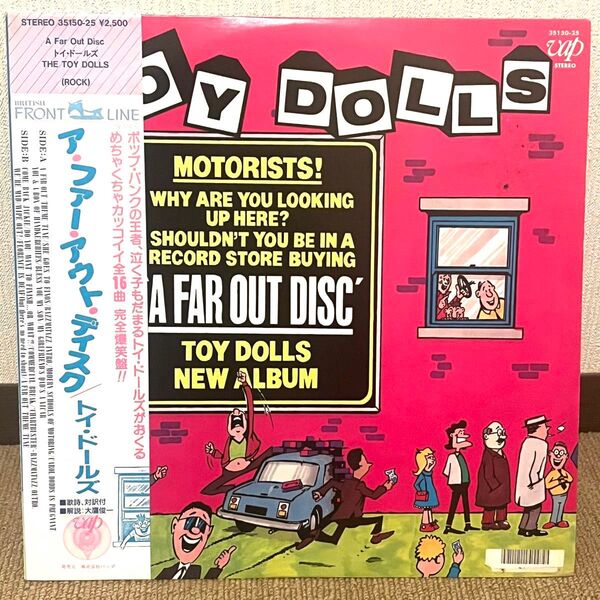 STEREO 35150-25 ¥2,500
A Far Out Disc
トイ・ドールズ
THE TOY DOLLS
(ROCK)
BRITISH
FRONT LINE
ア・ファー・アウト・ディスク/トイ・ドールズ
ポップ・パンクの王者、泣く子もだまるトイ・ドールズがおくる
めちゃくちゃカッコイイ全16曲 完全爆笑盤!!
SIDE:A
SIDE:B
■歌詩、対訳付
■解説:大鷹俊一
vap
35150-25
vap
STEREO
OY DOLLS
MOTORISTS!
WHY ARE YOU LOOKING
UP HERE?
SHOULDN'T YOU BE IN A
RECORD STORE BUYING
A FAR OUT DISC'
TOY DOLLS
NEW ALBUM